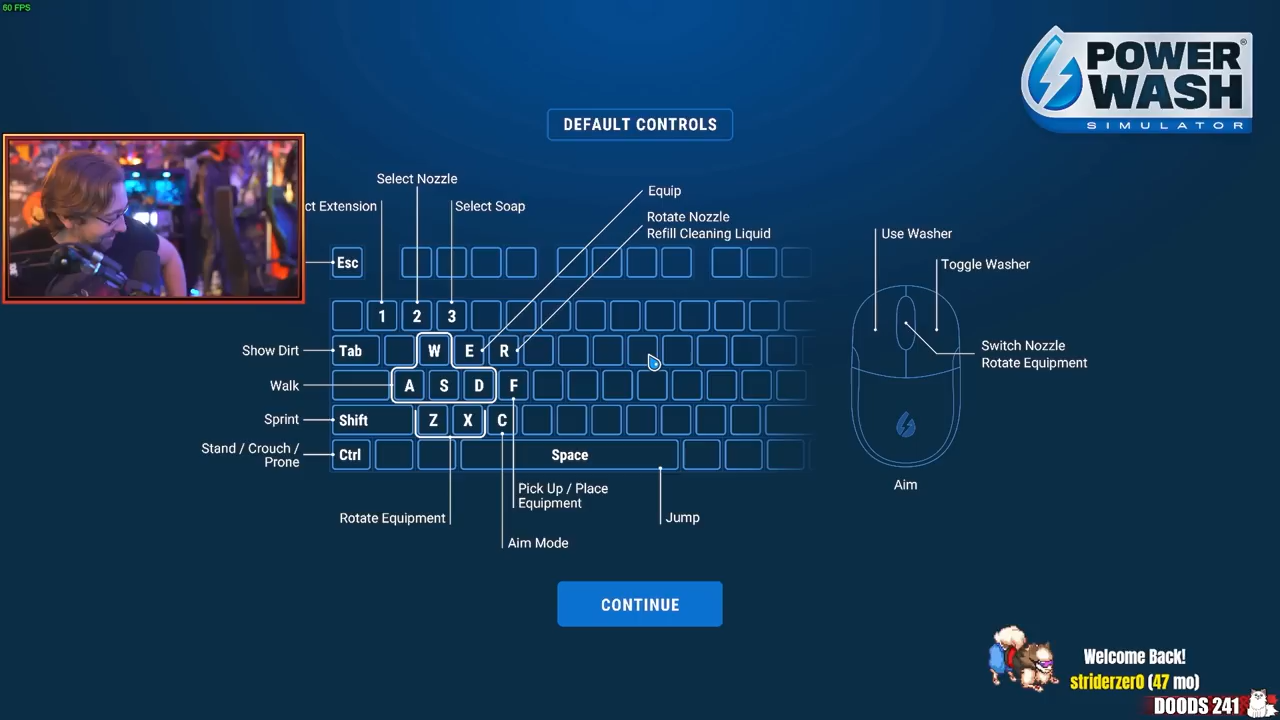 60 FPS
POWER
WASH
SIMULATOR
DEFAULT CONTROLS
Select Nozzle
ct Extension
Select Soap
Equip
Rotate Nozzle
Refill Cleaning Liquid
Use Washer
Toggle Washer
Esc
1 2 3
Show Dirt
Tab W E R
Switch Nozzle
Rotate Equipment
Walk
A S D F
Sprint
Shift Z X C
Stand / Crouch /
Prone
Ctrl Space
Aim
Pick Up / Place
Equipment
Rotate Equipment
Jump
Aim Mode
CONTINUE
Welcome Back!
striderzer0 (47 mo)
DOODS 241